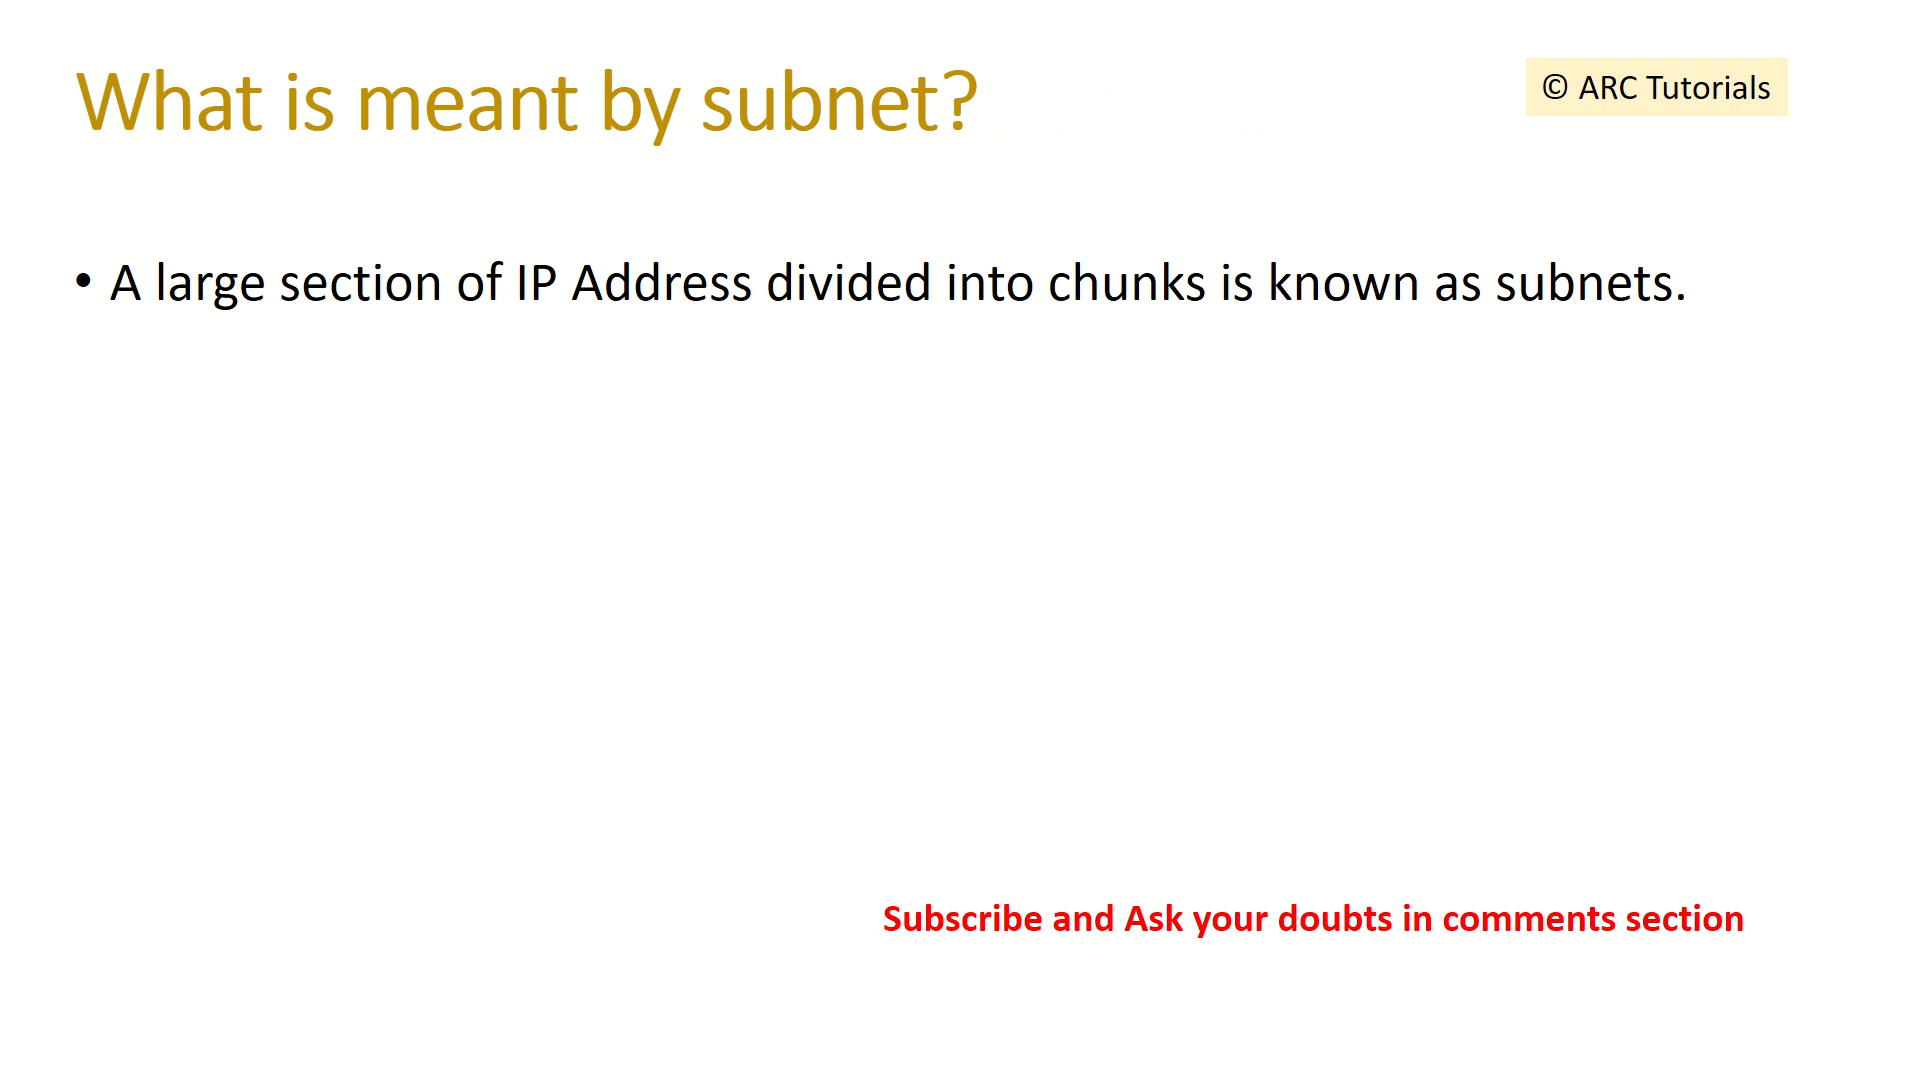 What is meant by subnet?
© ARC Tutorials
• A large section of IP Address divided into chunks is known as subnets.
Subscribe and Ask your doubts in comments section